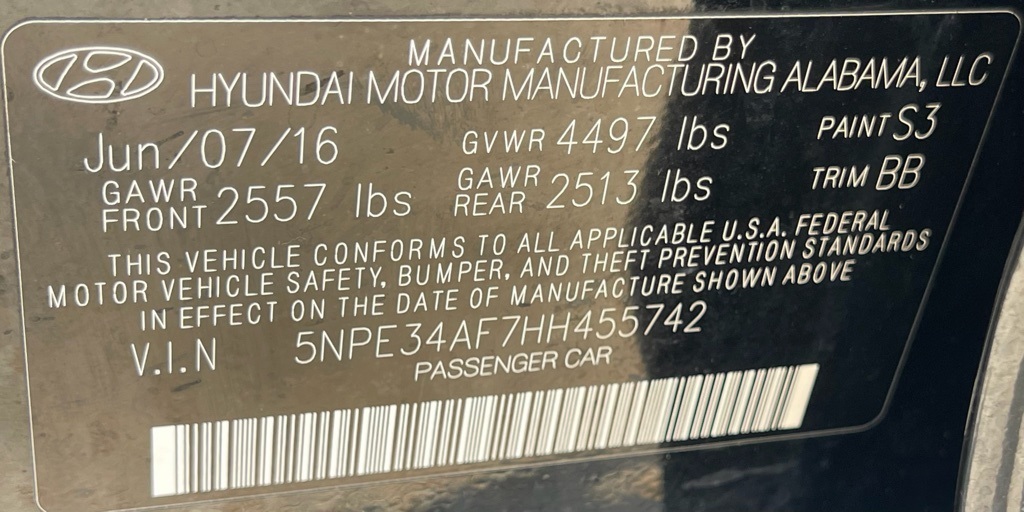 MANUFACTURED BY
HYUNDAI MOTOR MANUFACTURING ALABAMA, LLC
Jun/07/16 GVWR 4497 lbs PAINT S3
GAWR FRONT 2557 lbs GAWR REAR 2513 lbs TRIM BB
THIS VEHICLE CONFORMS TO ALL APPLICABLE U.S.A. FEDERAL
MOTOR VEHICLE SAFETY, BUMPER, AND THEFT PREVENTION STANDARDS
IN EFFECT ON THE DATE OF MANUFACTURE SHOWN ABOVE
V.I.N 5NPE34AF7HH455742
PASSENGER CAR